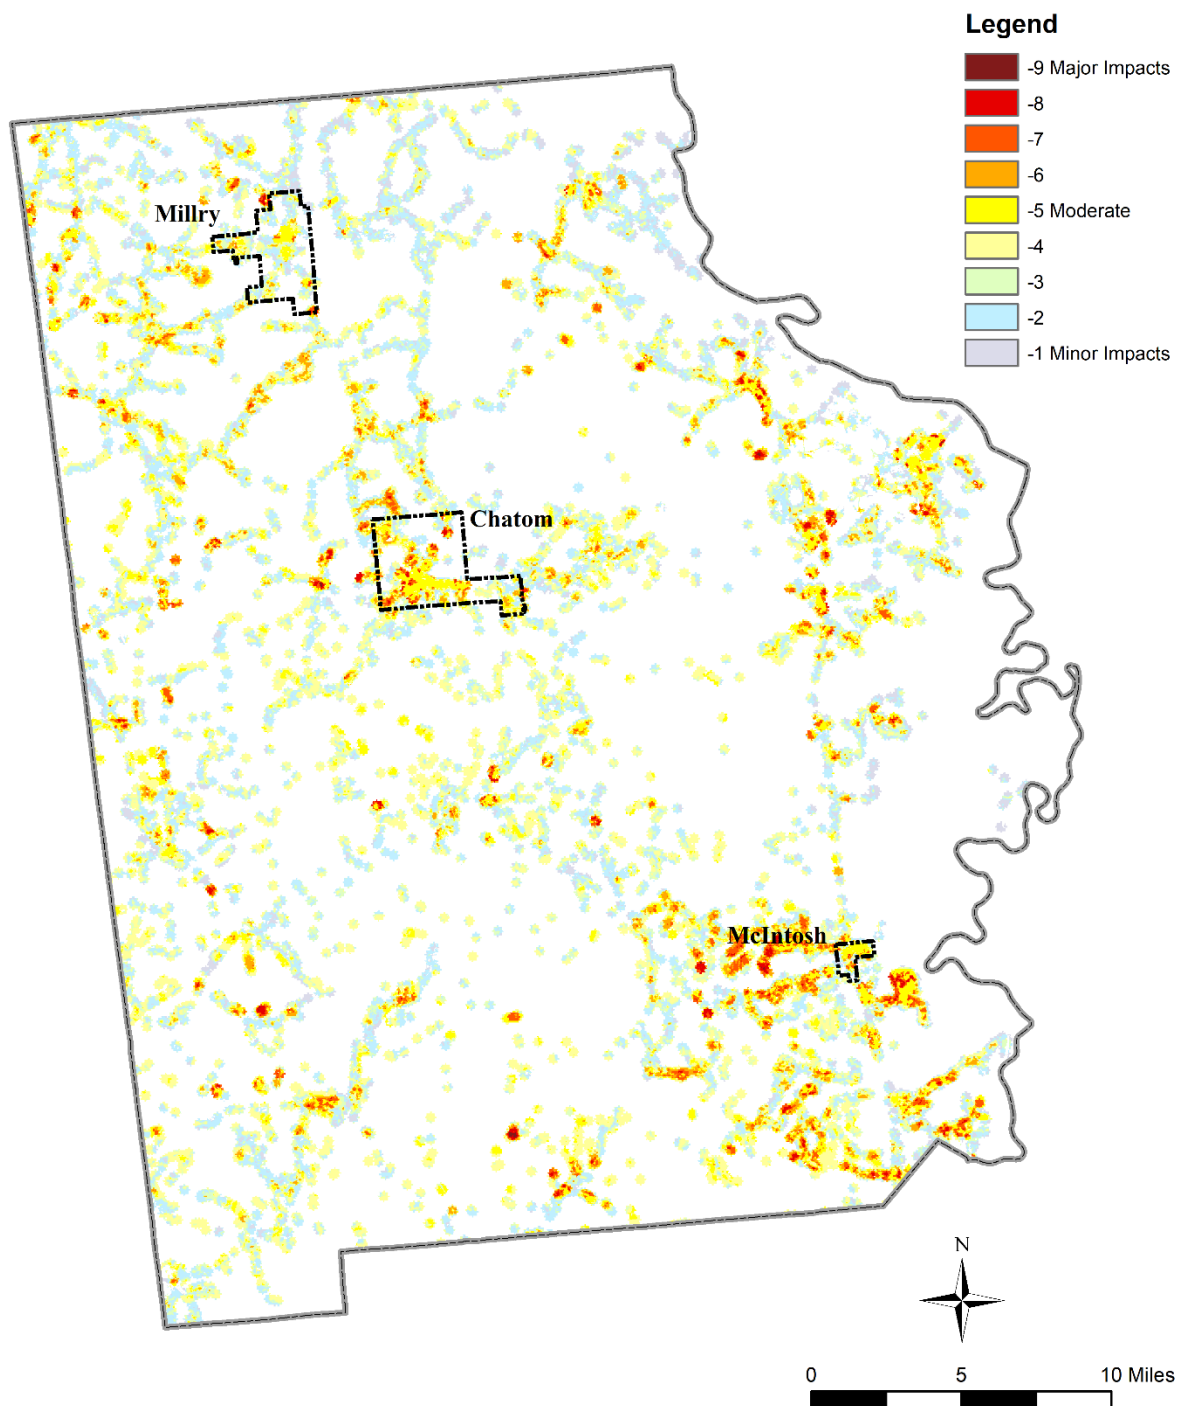 Legend
-9 Major Impacts
-8
-7
-6
-5 Moderate
-4
-3
-2
-1 Minor Impacts
Millry
Chatom
McIntosh
N
0 5 10 Miles